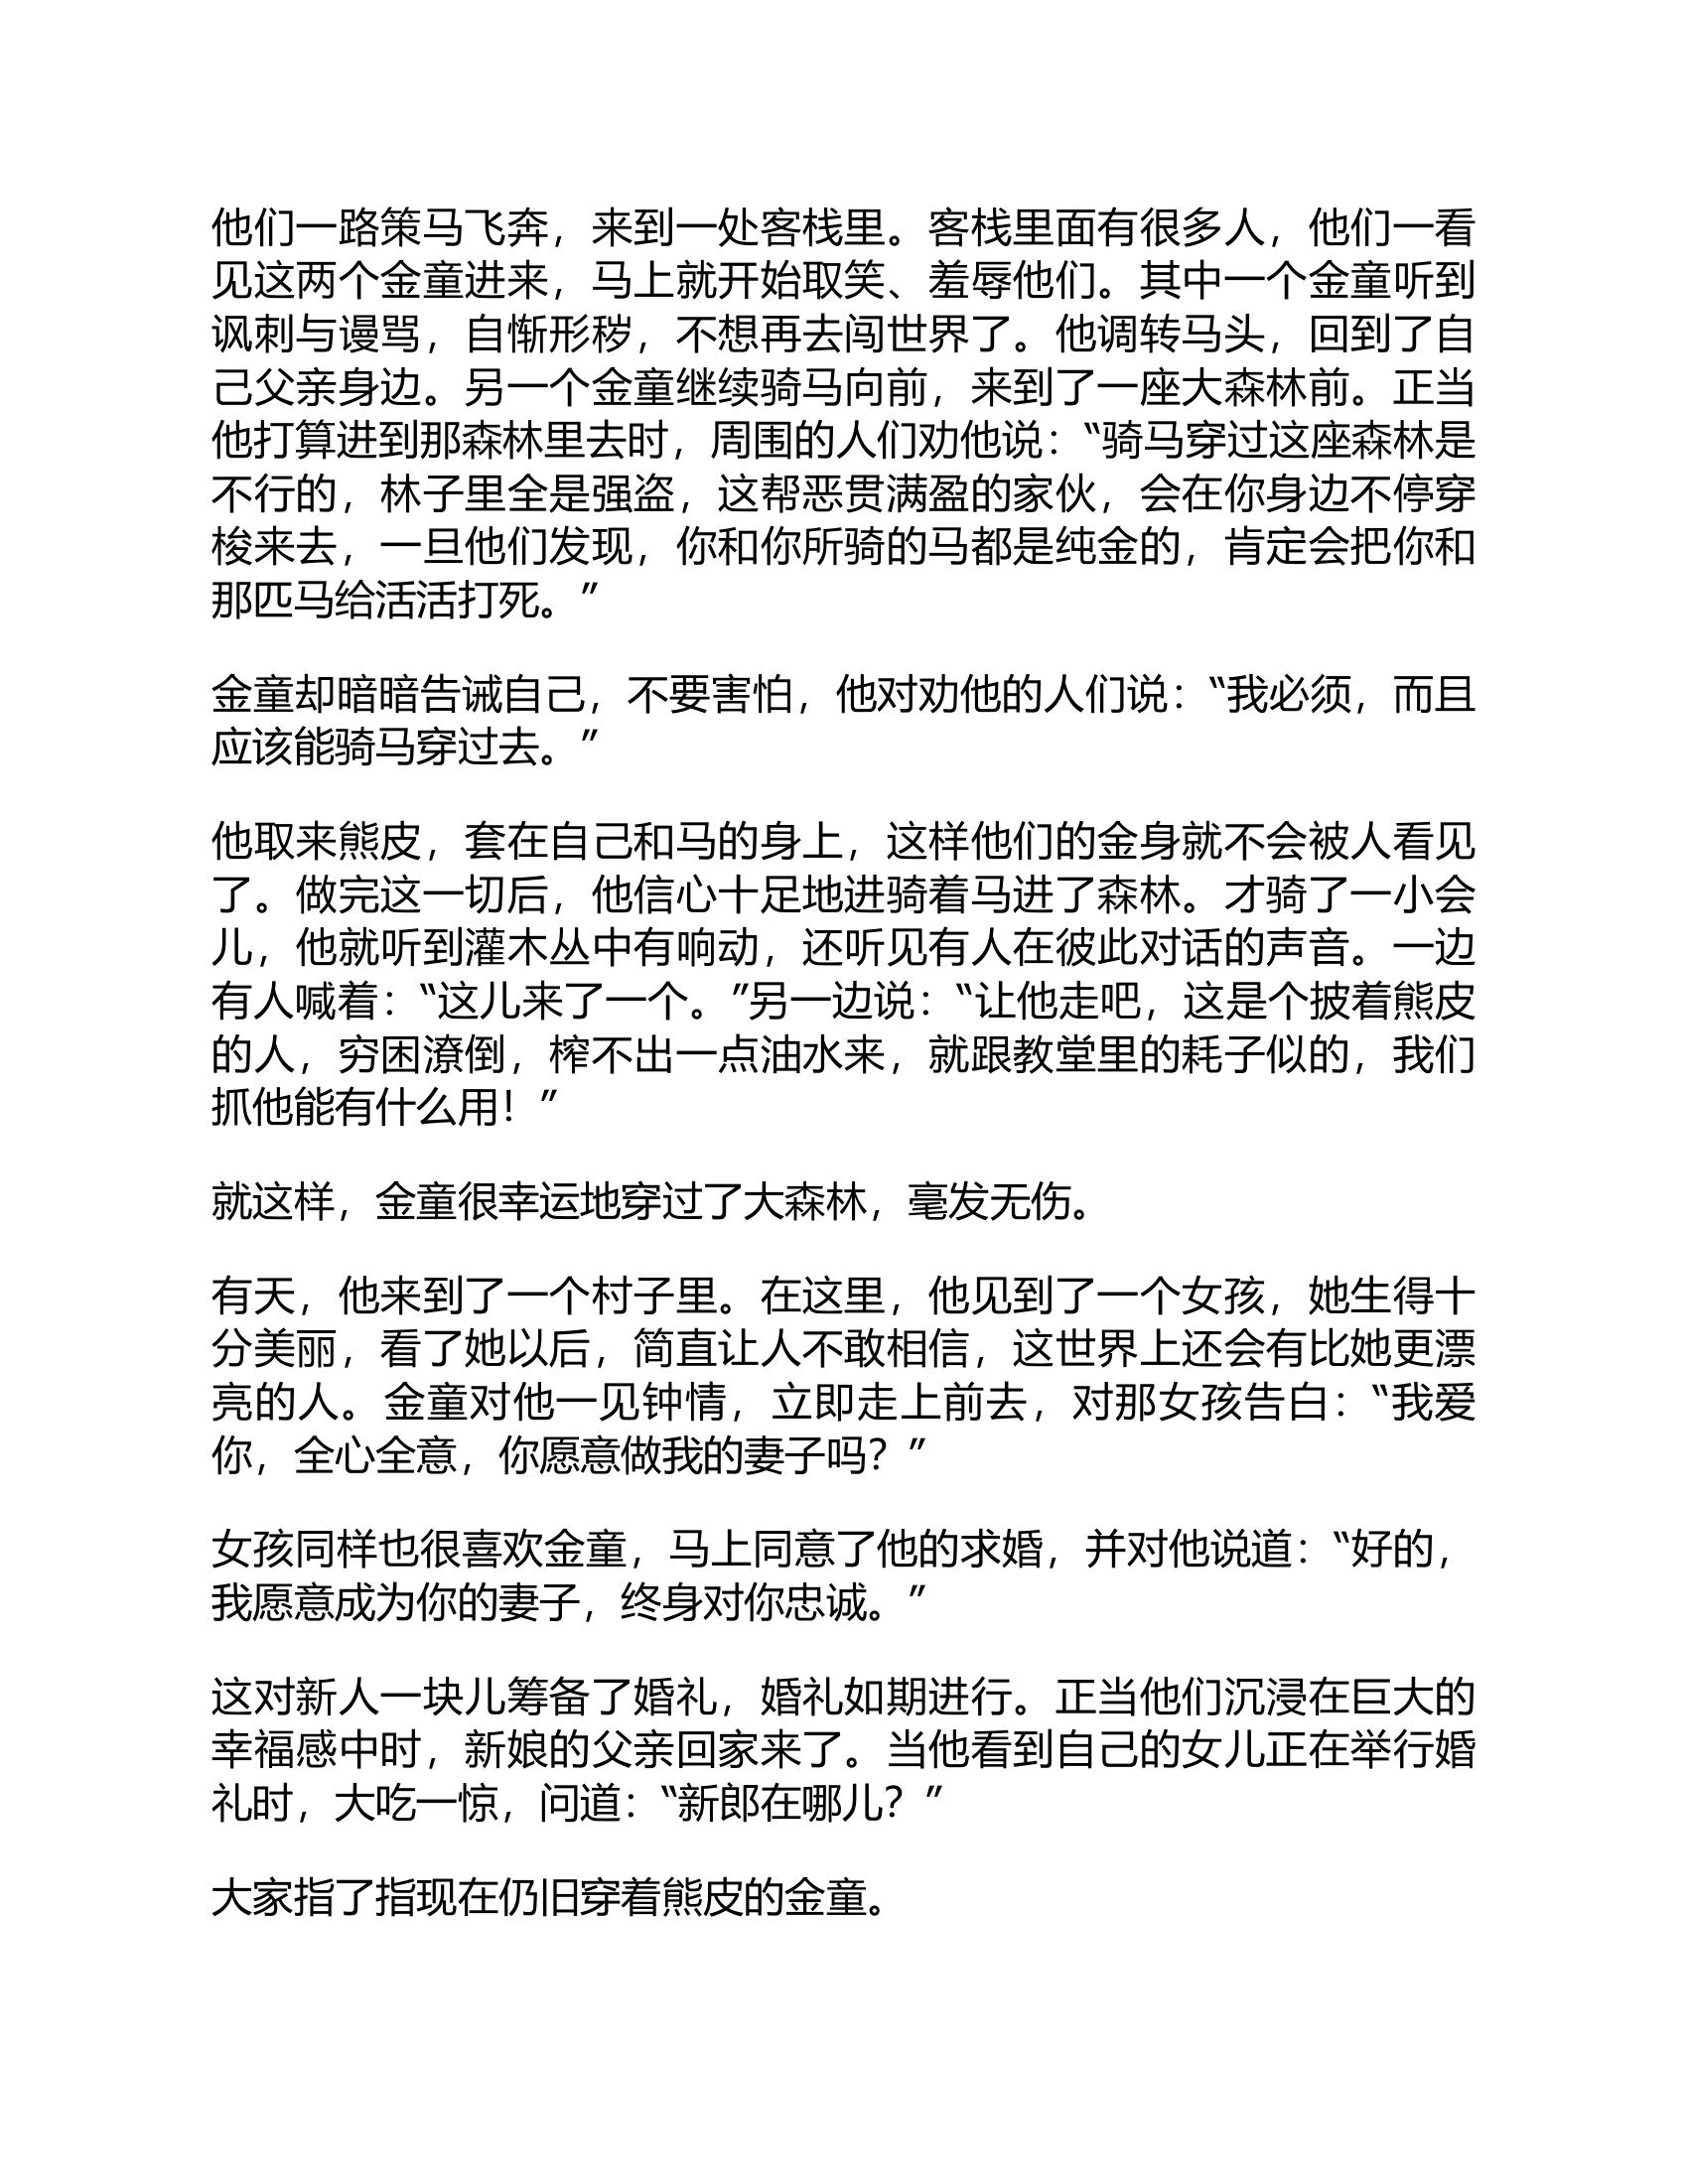 他们一路策马飞奔，来到一处客栈里。客栈里面有很多人，他们一看
见这两个金童进来，马上就开始取笑、羞辱他们。其中一个金童听到
讽刺与谩骂，自惭形秽，不想再去闯世界了。他调转马头，回到了自
己父亲身边。另一个金童继续骑马向前，来到了一座大森林前。正当
他打算进到那森林里去时，周围的人们劝他说：“骑马穿过这座森林是
不行的，林子里全是强盗，这帮恶贯满盈的家伙，会在你身边不停穿
梭来去，一旦他们发现，你和你所骑的马都是纯金的，肯定会把你和
那匹马给活活打死。”
金童却暗暗告诫自己，不要害怕，他对劝他的人们说：“我必须，而且
应该能骑马穿过去。”
他取来熊皮，套在自己和马的身上，这样他们的金身就不会被人看见
了。做完这一切后，他信心十足地进骑着马进了森林。才骑了一小会
儿，他就听到灌木丛中有响动，还听见有人在彼此对话的声音。一边
有人喊着：“这儿来了一个。”另一边说：“让他走吧，这是个披着熊皮
的人，穷困潦倒，榨不出一点油水来，就跟教堂里的耗子似的，我们
抓他能有什么用！”
就这样，金童很幸运地穿过了大森林，毫发无伤。
有天，他来到了一个村子里。在这里，他见到了一个女孩，她生得十
分美丽，看了她以后，简直让人不敢相信，这世界上还会有比她更漂
亮的人。金童对他一见钟情，立即走上前去，对那女孩告白：“我爱
你，全心全意，你愿意做我的妻子吗？”
女孩同样也很喜欢金童，马上同意了他的求婚，并对他说道：“好的，
我愿意成为你的妻子，终身对你忠诚。”
这对新人一块儿筹备了婚礼，婚礼如期进行。正当他们沉浸在巨大的
幸福感中时，新娘的父亲回家来了。当他看到自己的女儿正在举行婚
礼时，大吃一惊，问道：“新郎在哪儿？”
大家指了指现在仍旧穿着熊皮的金童。